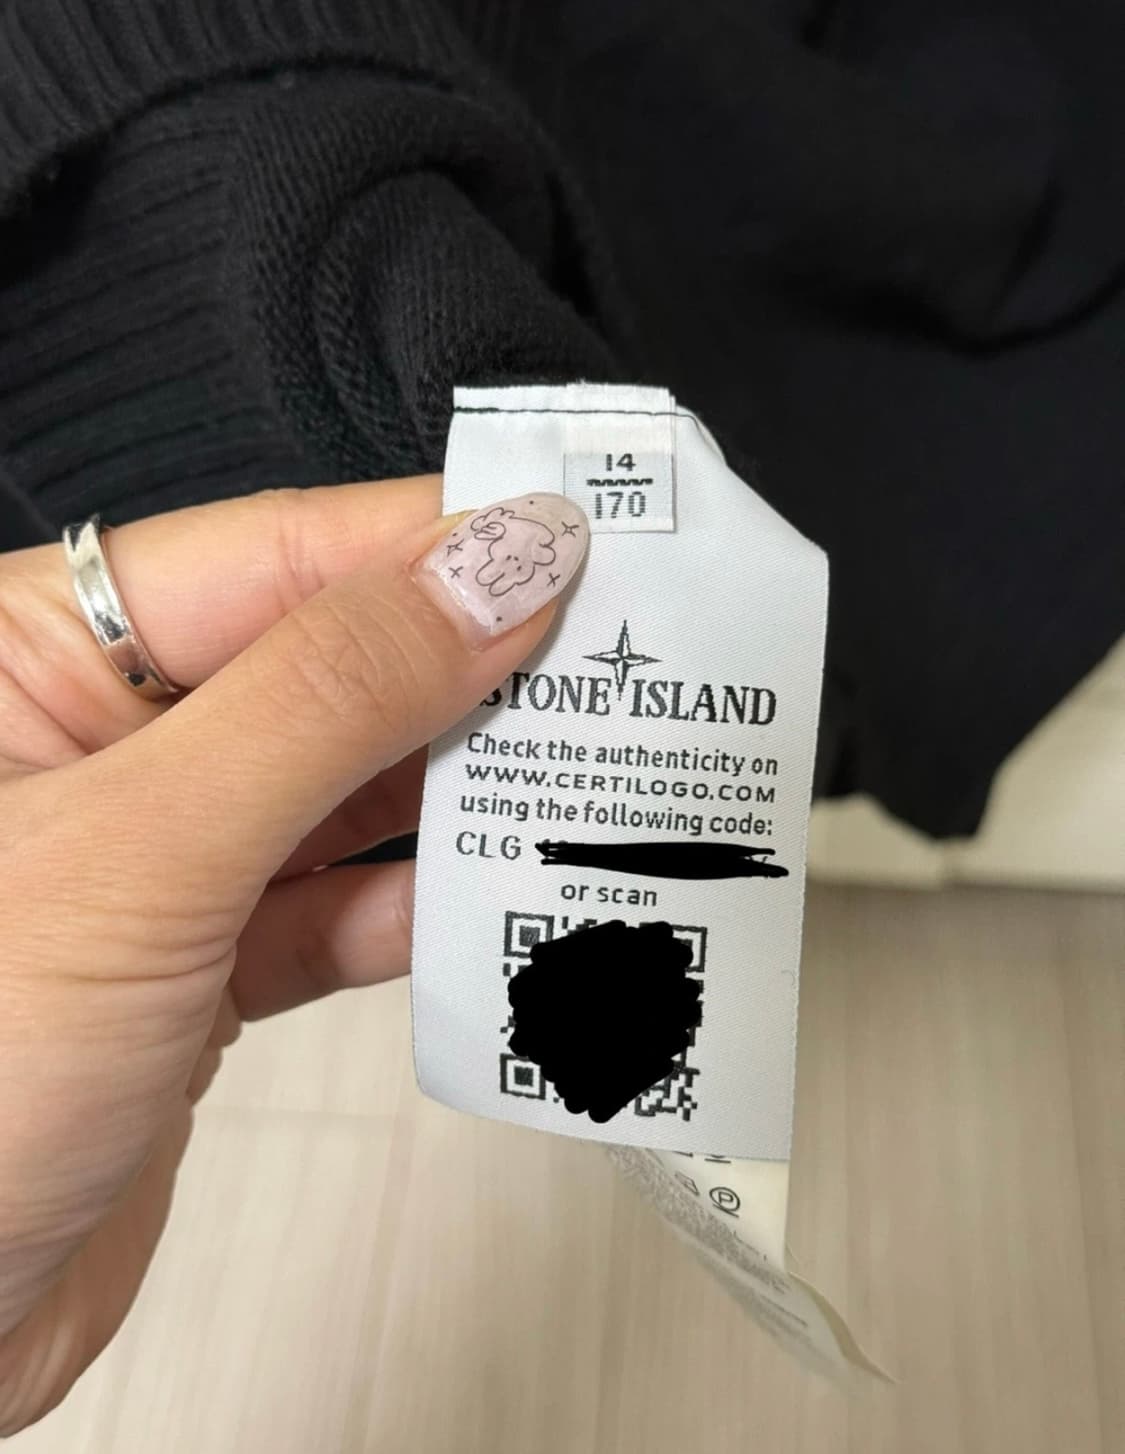 14
170
STONE ISLAND
Check the authenticity on
WWW.CERTILOGO.COM
using the following code:
CLG
or scan
P